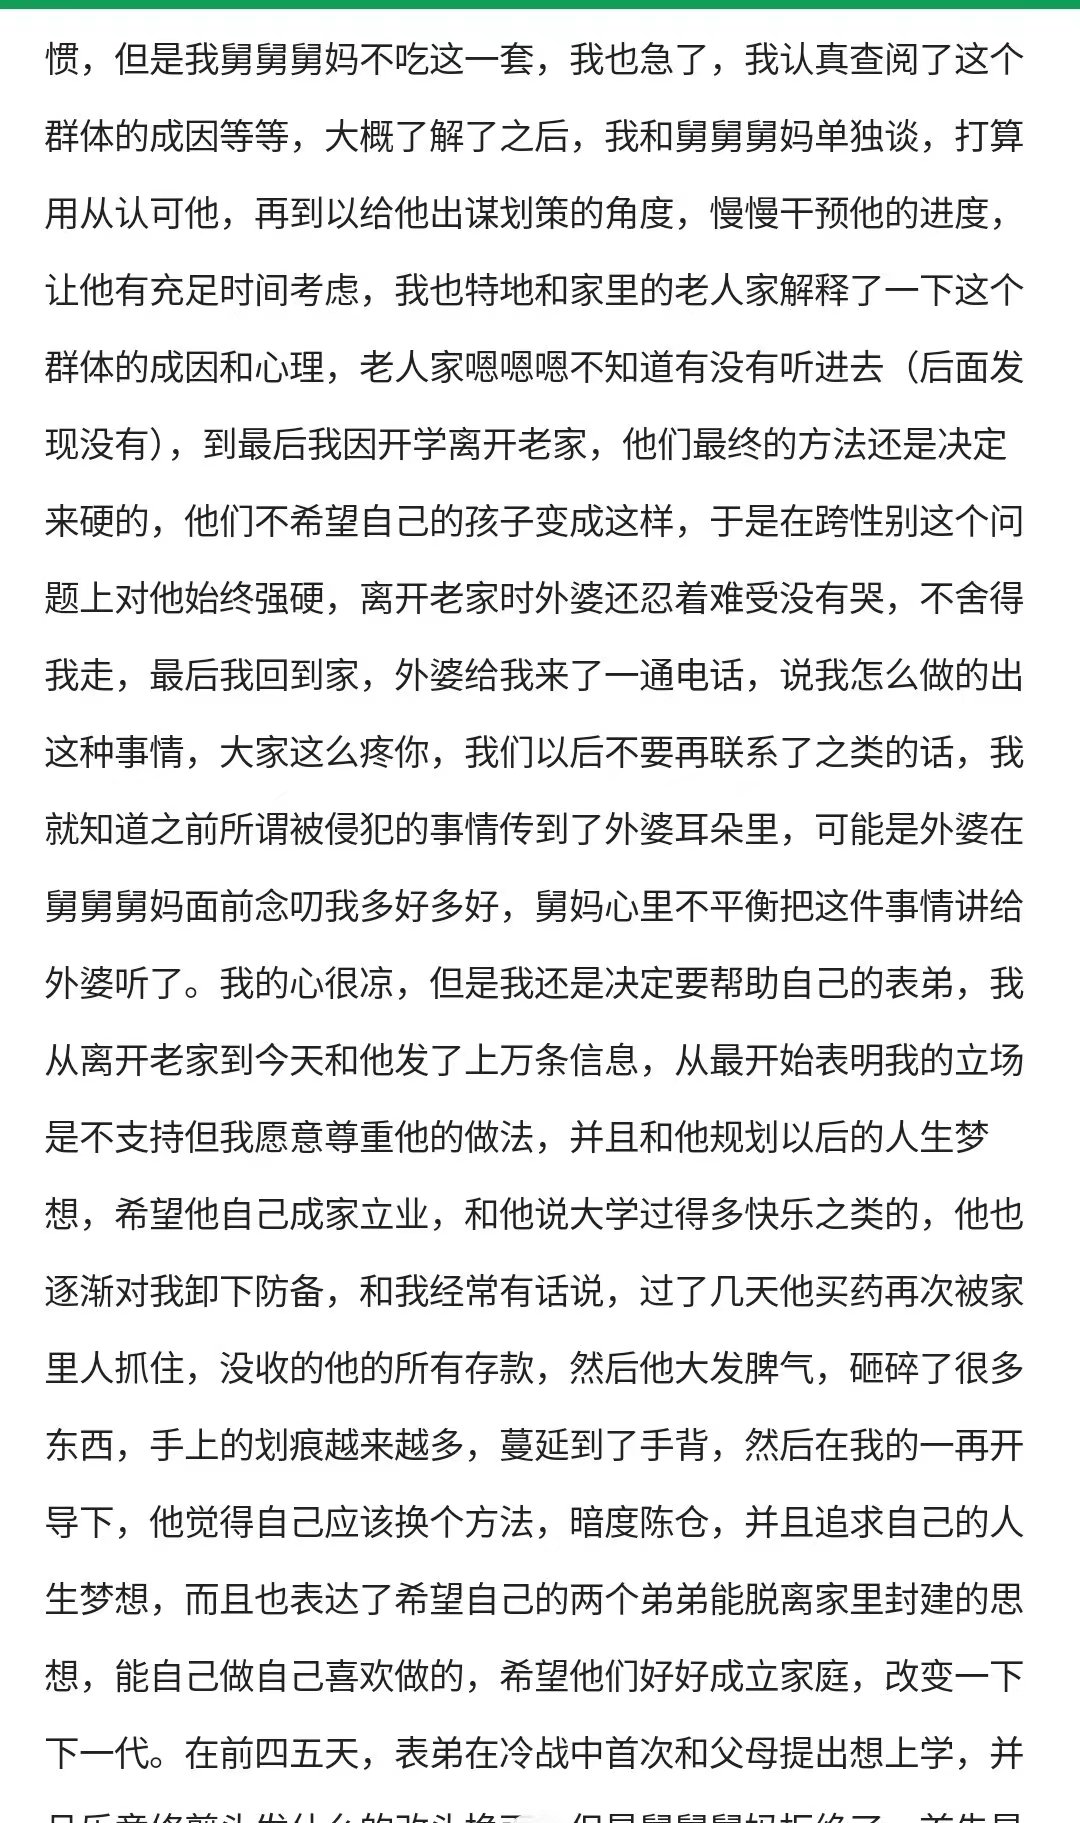 惯，但是我舅舅舅妈不吃这一套，我也急了，我认真查阅了这个
群体的成因等等，大概了解了之后，我和舅舅舅妈单独谈，打算
用从认可他，再到以给他出谋划策的角度，慢慢干预他的进度，
让他有充足时间考虑，我也特地和家里的老人家解释了一下这个
群体的成因和心理，老人家嗯嗯嗯不知道有没有听进去（后面发
现没有），到最后我因开学离开老家，他们最终的方法还是决定
来硬的，他们不希望自己的孩子变成这样，于是在跨性别这个问
题上对他始终强硬，离开老家时外婆还忍着难受没有哭，不舍得
我走，最后我回到家，外婆给我来了一通电话，说我怎么做的出
这种事情，大家这么疼你，我们以后不要再联系了之类的话，我
就知道之前所谓被侵犯的事情传到了外婆耳朵里，可能是外婆在
舅舅舅妈面前念叨我多好多好，舅妈心里不平衡把这件事情讲给
外婆听了。我的心很凉，但是我还是决定要帮助自己的表弟，我
从离开老家到今天和他发了上万条信息，从最开始表明我的立场
是不支持但我愿意尊重他的做法，并且和他规划以后的人生梦
想，希望他自己成家立业，和他说大学过得多快乐之类的，他也
逐渐对我卸下防备，和我经常有话说，过了几天他买药再次被家
里人抓住，没收的他的所有存款，然后他大发脾气，砸碎了很多
东西，手上的划痕越来越多，蔓延到了手背，然后在我的一再开
导下，他觉得自己应该换个方法，暗度陈仓，并且追求自己的人
生梦想，而且也表达了希望自己的两个弟弟能脱离家里封建的思
想，能自己做自己喜欢做的，希望他们好好成立家庭，改变一下
下一代。在前四五天，表弟在冷战中首次和父母提出想上学，并